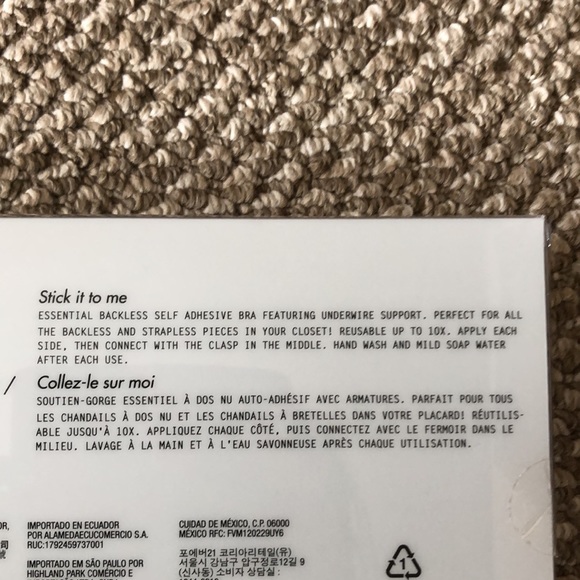 Stick it to me
ESSENTIAL BACKLESS SELF ADHESIVE BRA FEATURING UNDERWIRE SUPPORT. PERFECT FOR ALL
THE BACKLESS AND STRAPLESS PIECES IN YOUR CLOSET! REUSABLE UP TO 10X. APPLY EACH
SIDE, THEN CONNECT WITH THE CLASP IN THE MIDDLE. HAND WASH AND MILD SOAP WATER
AFTER EACH USE.
/ Collez-le sur moi
SOUTIEN-GORGE ESSENTIEL À DOS NU AUTO-ADHÉSIF AVEC ARMATURES. PARFAIT POUR TOUS
LES CHANDAILS À DOS NU ET LES CHANDAILS À BRETELLES DANS VOTRE PLACARD! RÉUTILIS-
ABLE JUSQU'À 10X. APPLIQUEZ CHAQUE CÔTÉ, PUIS CONNECTEZ AVEC LE FERMOIR DANS LE
MILIEU. LAVAGE À LA MAIN ET À L'EAU SAVONNEUSE APRÈS CHAQUE UTILISATION.
IMPORTADO EN ECUADOR
POR ALAMEDAECUCOMERCIO S.A.
RUC:1792459737001
IMPORTADO EM SÃO PAULO POR
HIGHLAND PARK COMÉRCIO E
CUIDAD DE MÉXICO, C.P. 06000
MÉXICO RFC: FVM120229UY6
포에버21 코리아리테일(유)
서울시 강남구 압구정로12길 9
(신사동) 소비자 상담실 :
1